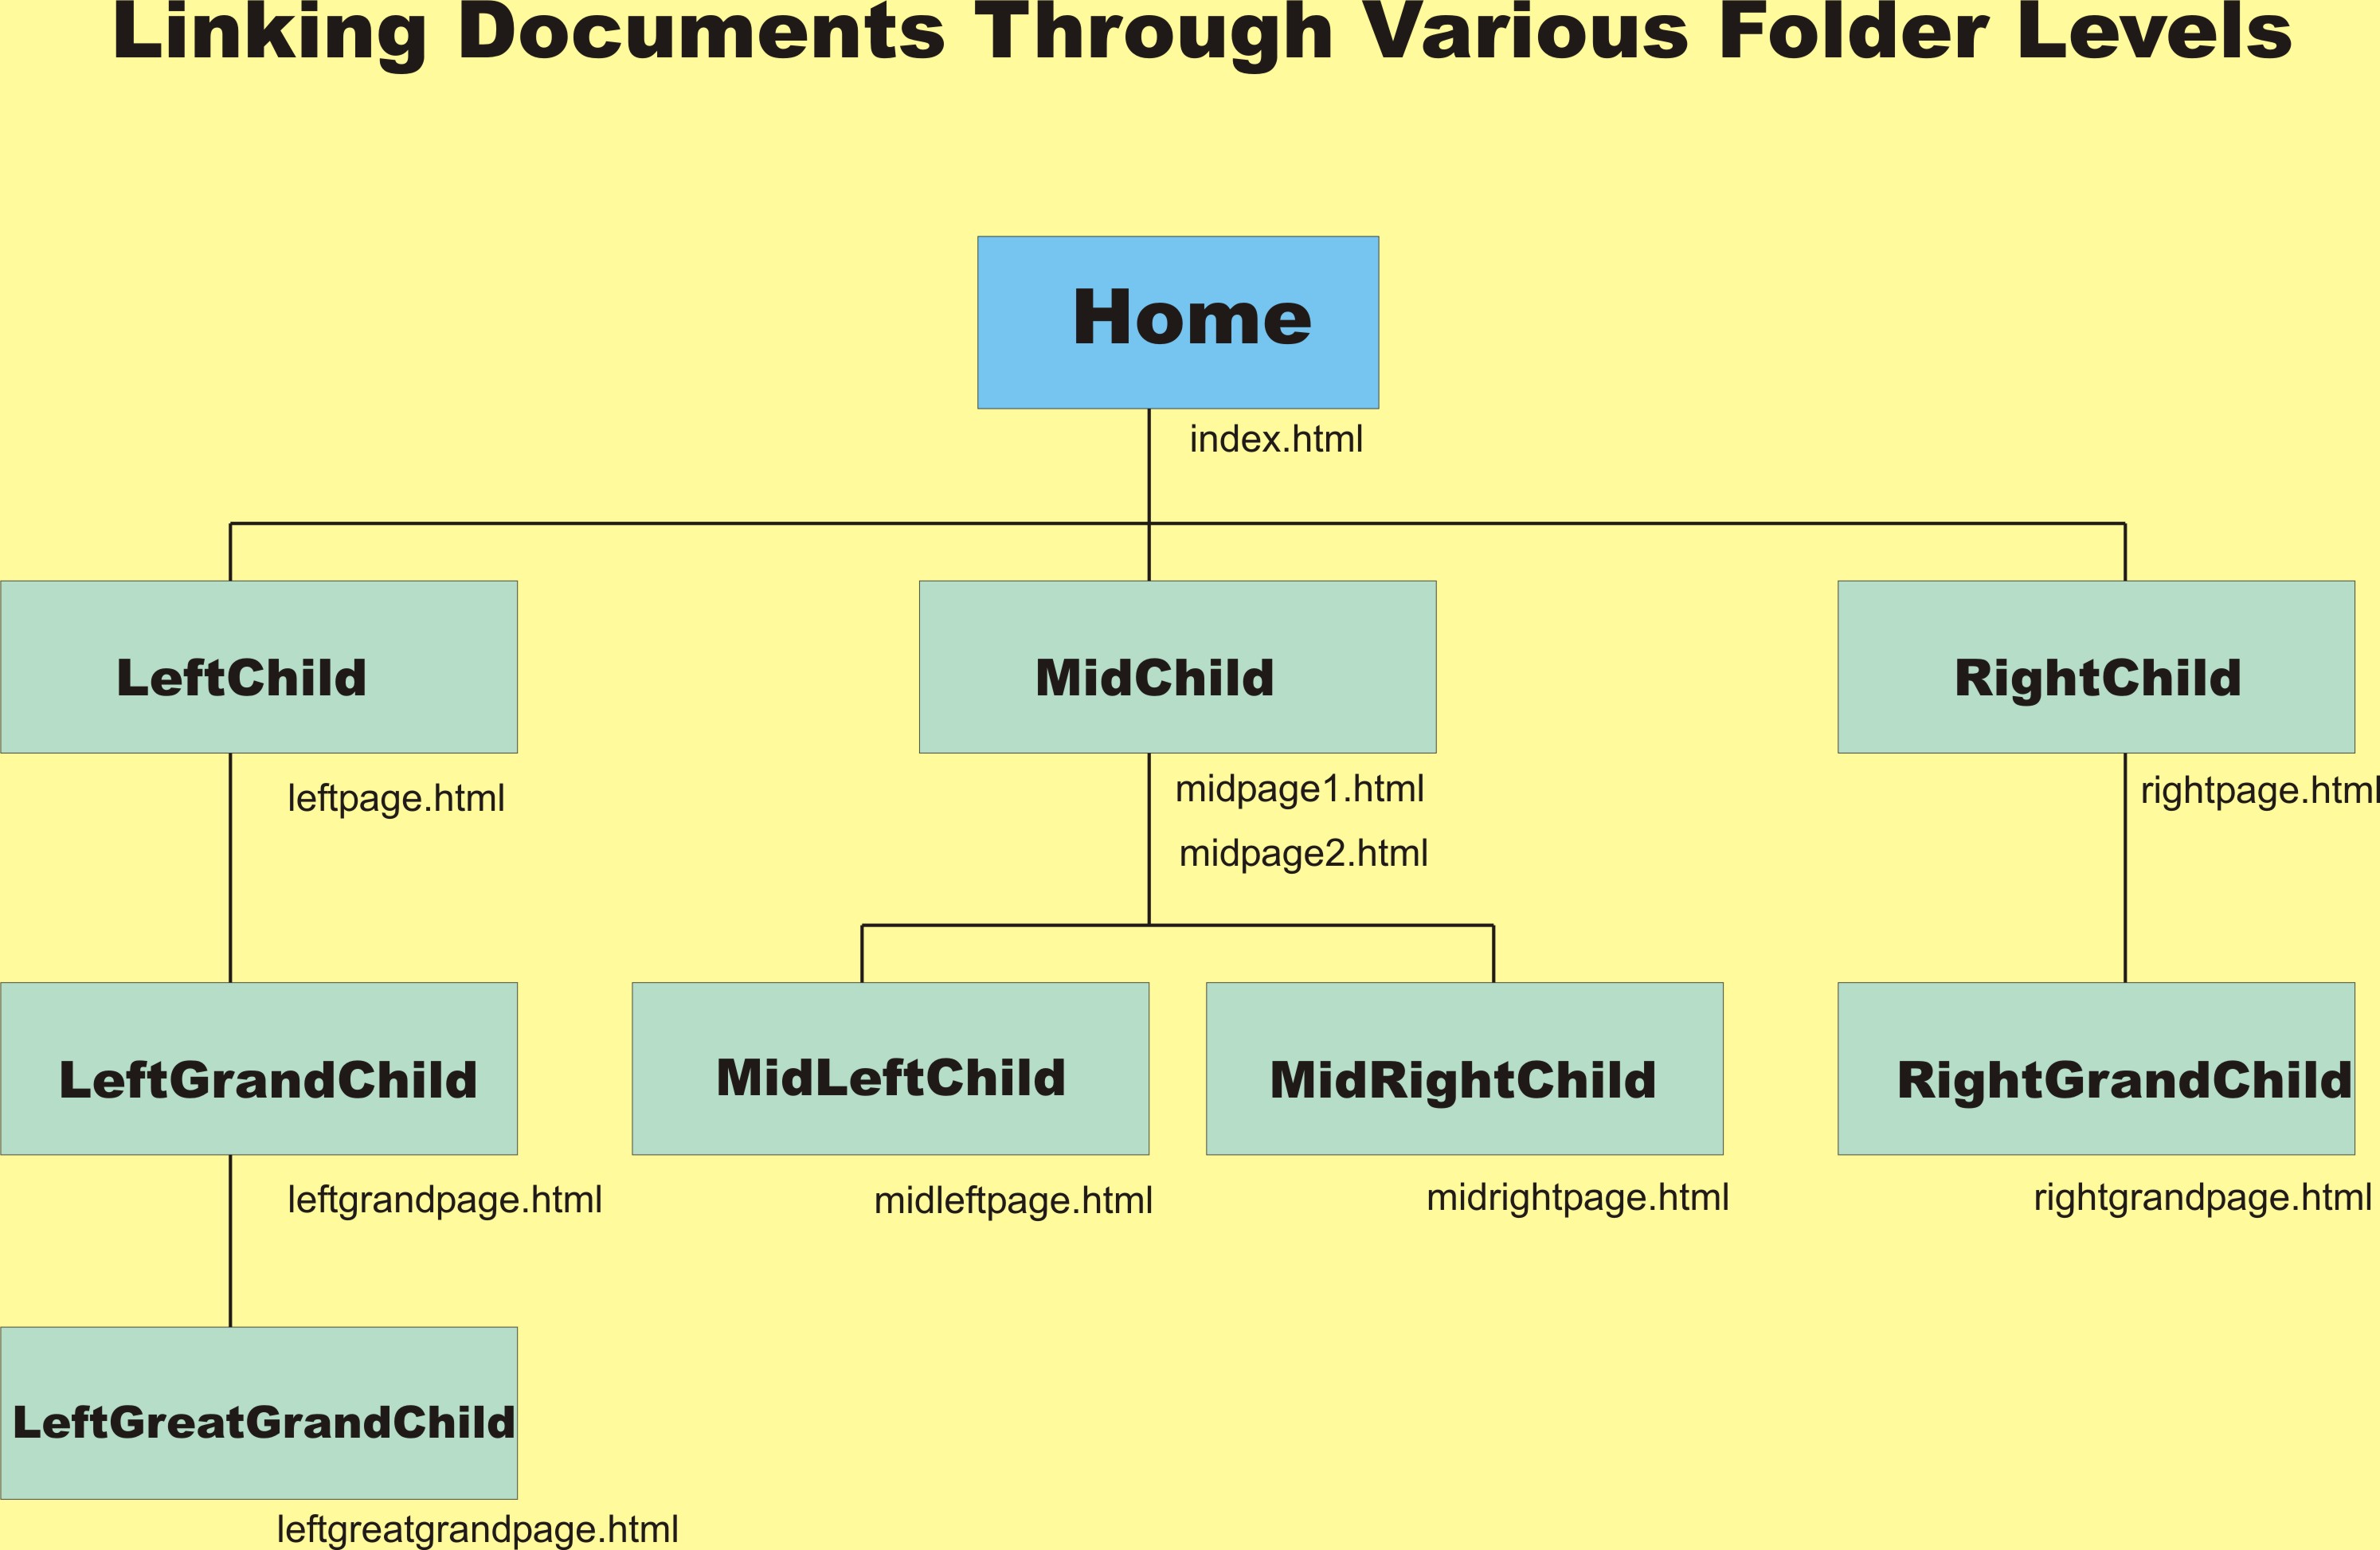 Linking Documents Through Various Folder Levels
Home
index.html
LeftChild
MidChild
RightChild
leftpage.html
midpage1.html
rightpage.html
midpage2.html
LeftGrandChild
MidLeftChild
MidRightChild
RightGrandChild
leftgrandpage.html
midleftpage.html
midrightpage.html
rightgrandpage.html
LeftGreatGrandChild
leftgreatgrandpage.html